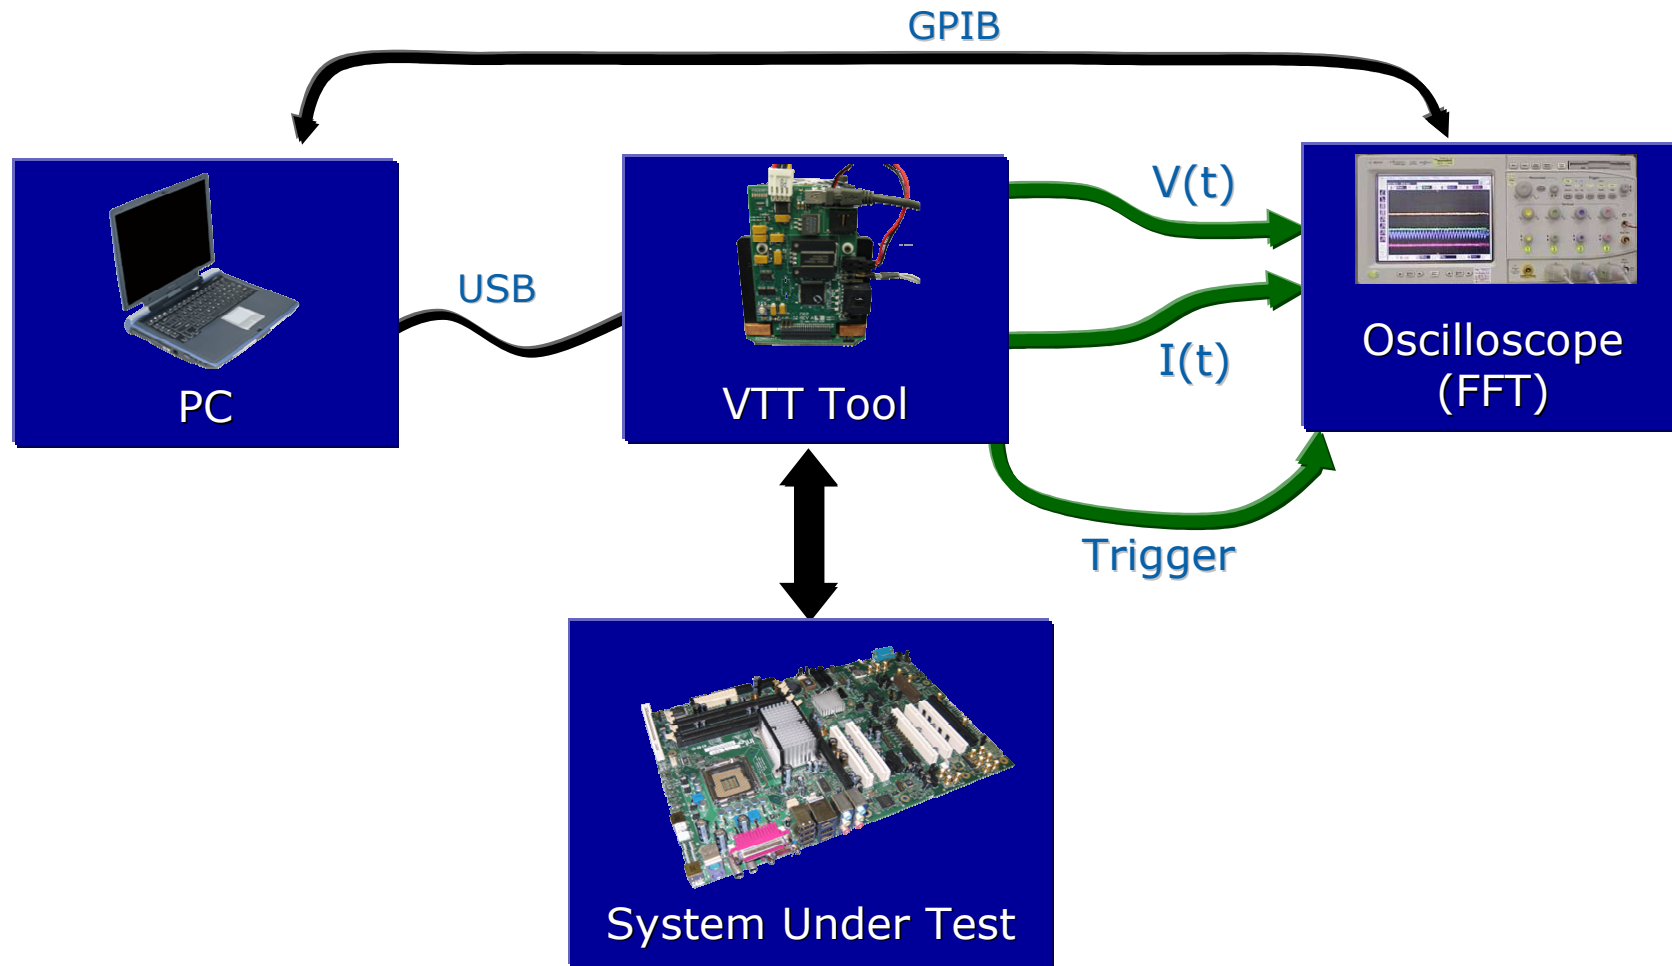 GPIB
V(t)
USB
I(t)
PC
VTT Tool
Oscilloscope
(FFT)
Trigger
System Under Test